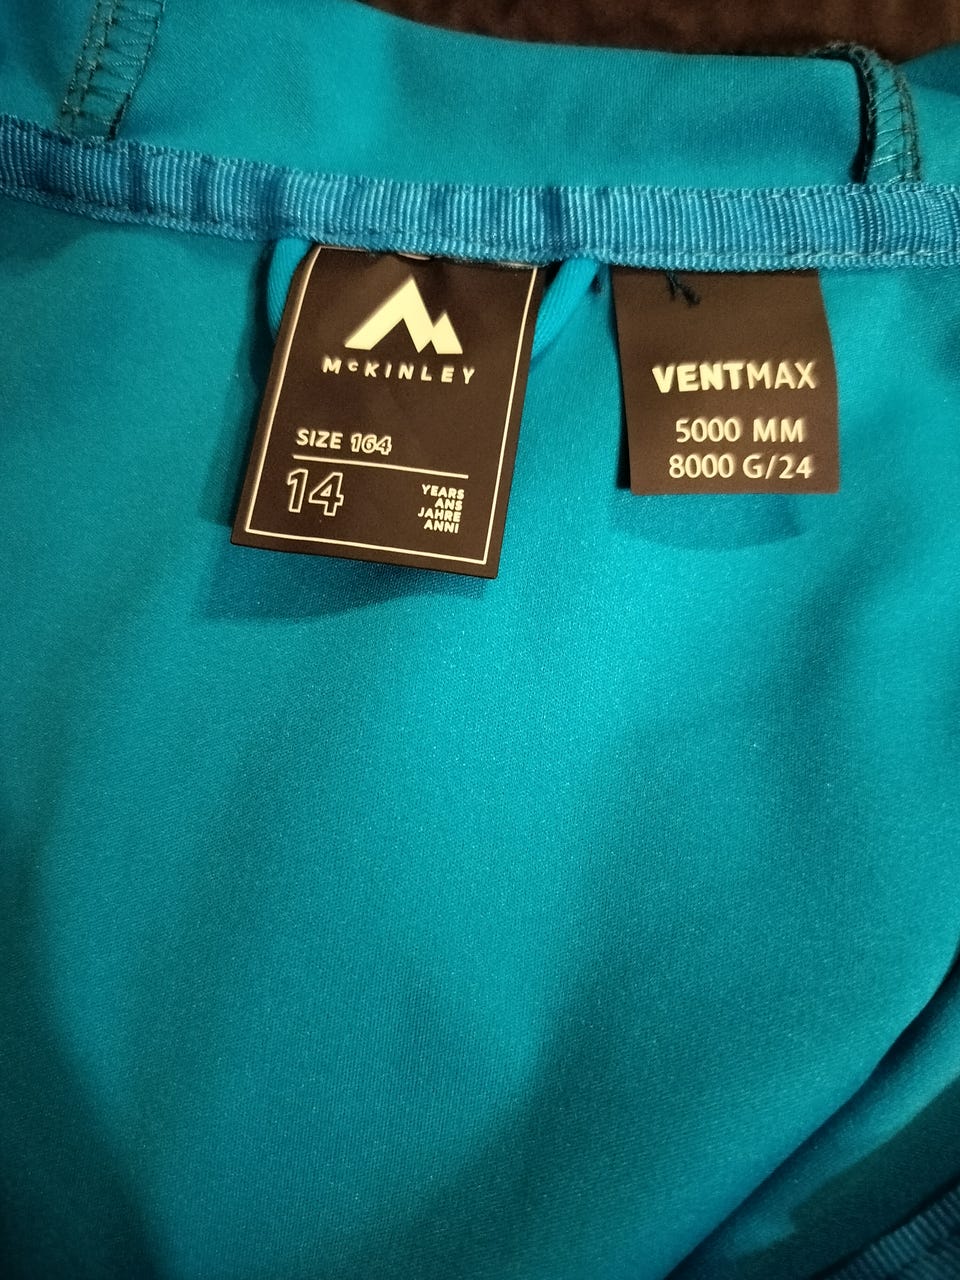 McKINLEY
SIZE 164
14
YEARS
ANS
JAHRE
ANNI
VENTMAX
5000 MM
8000 G/24